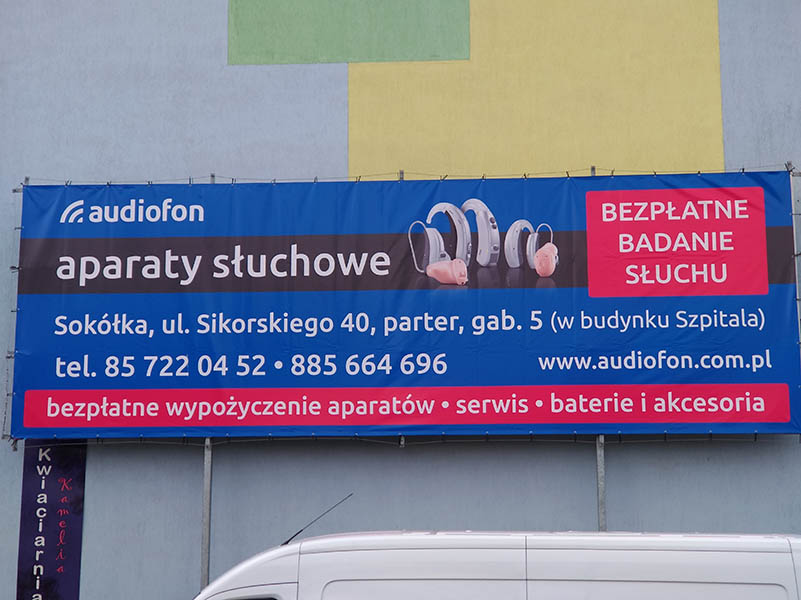 audiofon
aparaty słuchowe
BEZPŁATNE
BADANIE
SŁUCHU
Sokółka, ul. Sikorskiego 40, parter, gab. 5 (w budynku Szpitala)
tel. 85 722 04 52 • 885 664 696
www.audiofon.com.pl
bezpłatne wypożyczenie aparatów • serwis • baterie i akcesoria
Kwiaciarnia
Kamelia